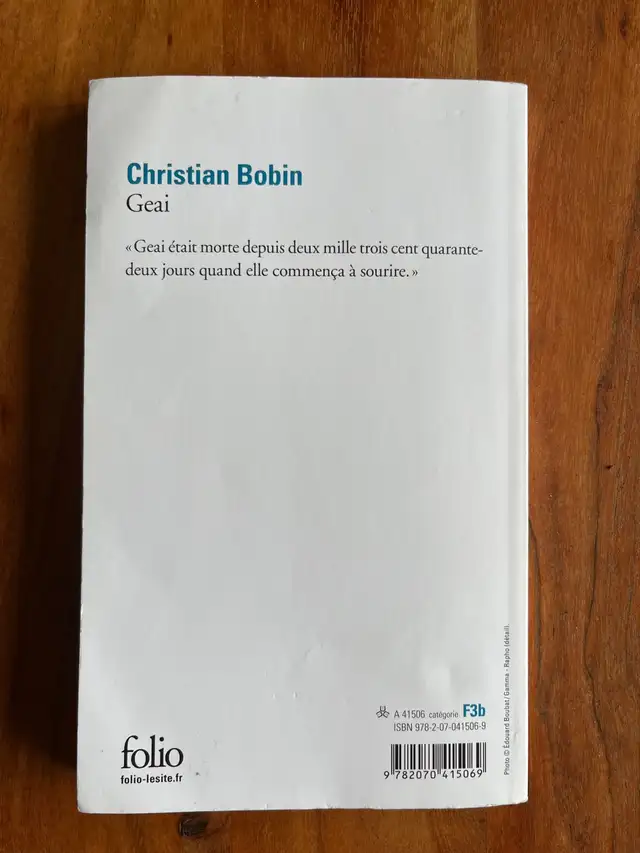 Christian Bobin
Geai
« Geai était morte depuis deux mille trois cent quarante-
deux jours quand elle commença à sourire. »
A 41506 catégorie F3b
ISBN 978-2-07-041506-9
folio
folio-lesite.fr
9 782070 415069
Photo © Édouard Boubat / Gamma - Rapho (détail).